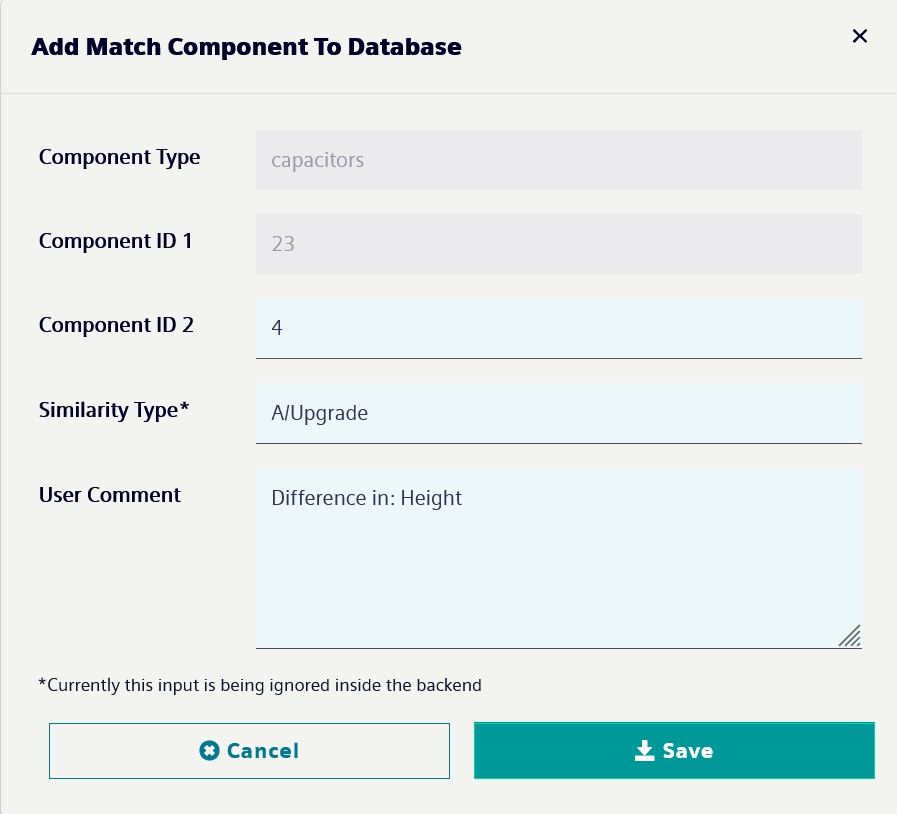 Add Match Component To Database
Component Type
capacitors
Component ID 1
23
Component ID 2
4
Similarity Type*
A/Upgrade
User Comment
Difference in: Height
*Currently this input is being ignored inside the backend
Cancel
Save